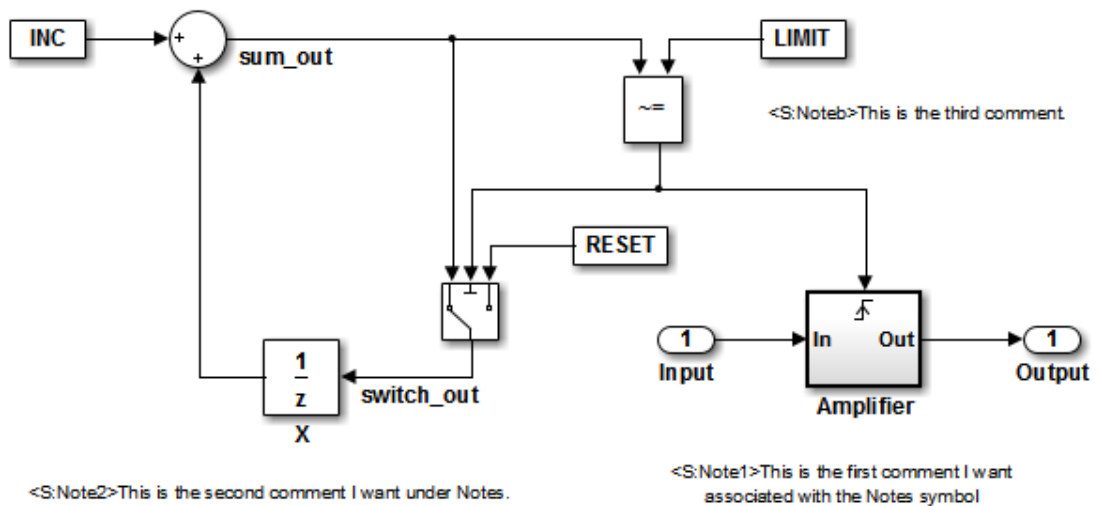 INC
+
+
sum_out
LIMIT
~=
<S:Noteb>This is the third comment.
RESET
1
z
X
switch_out
1
Input
In
Out
Amplifier
1
Output
<S:Note2>This is the second comment I want under Notes.
<S:Note1>This is the first comment I want
associated with the Notes symbol